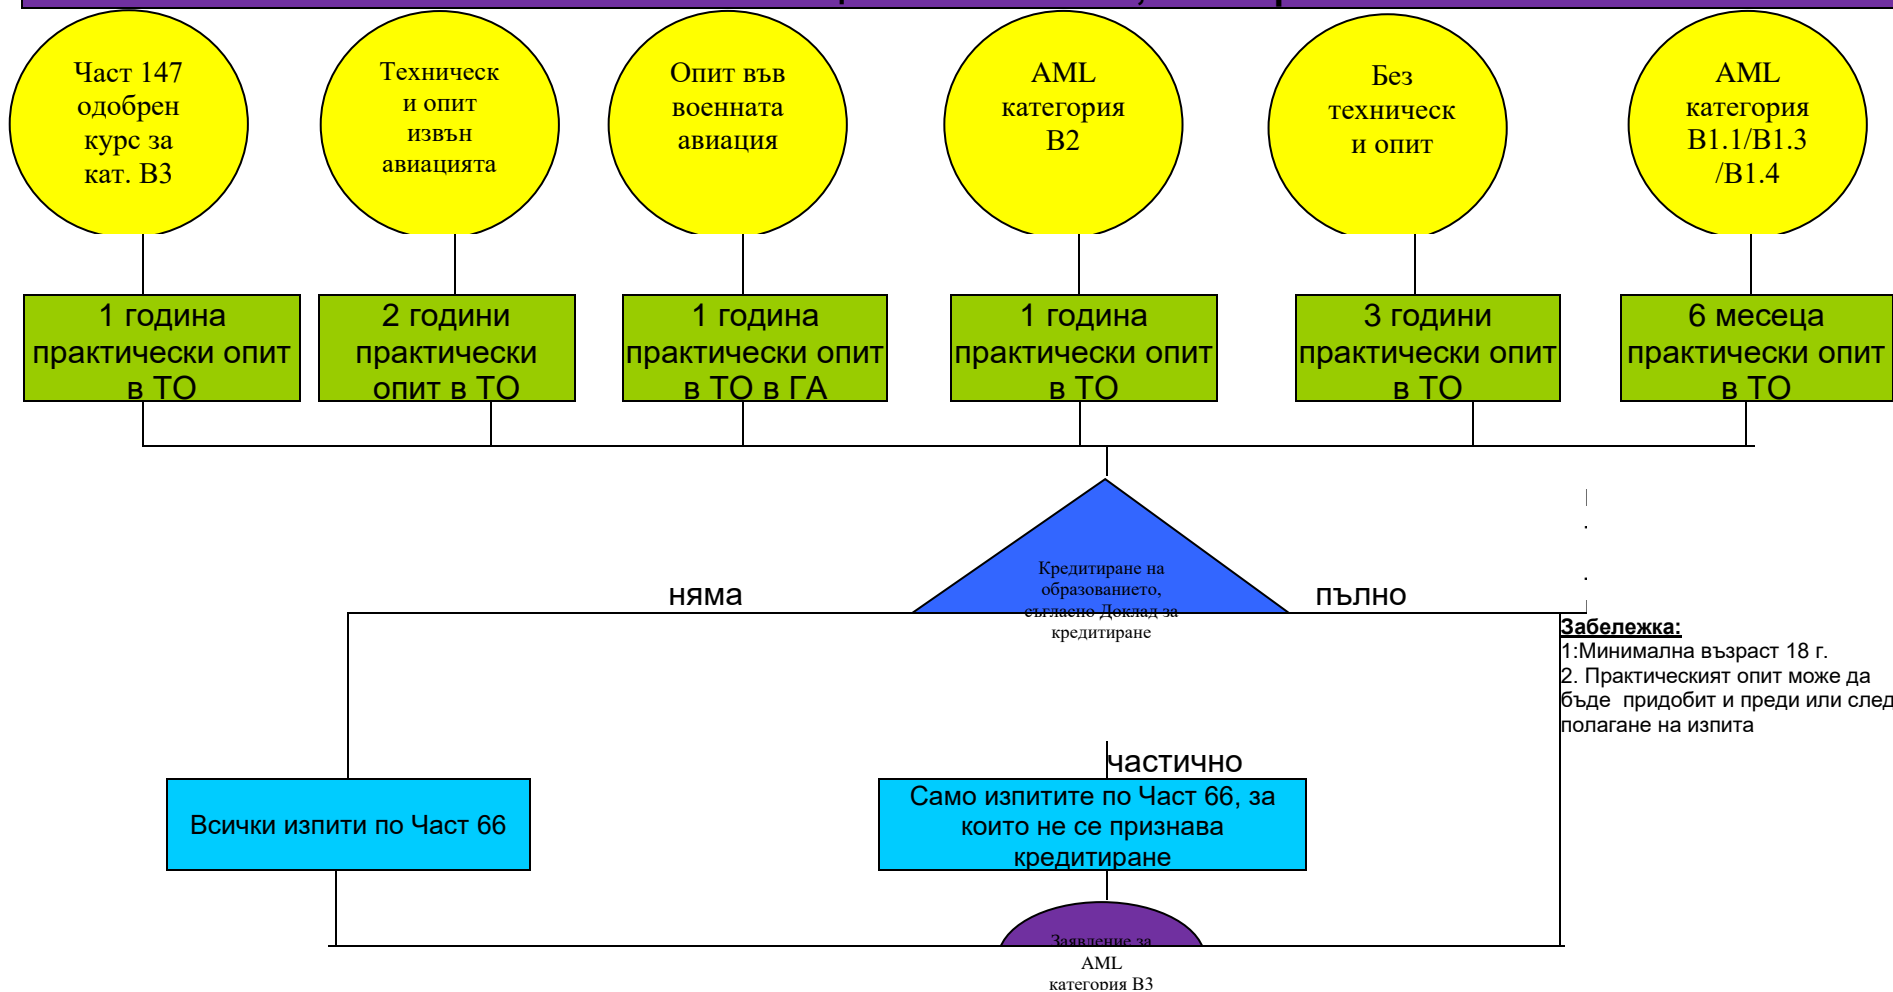 Част 147
одобрен
курс за
кат. B3
Техническ
и опит
извън
авиацията
Опит във
военната
авиация
AML
категория
B2
Без
техническ
и опит
AML
категория
B1.1/B1.3
/B1.4
1 година
практически опит
в ТО
2 години
практически
опит в ТО
1 година
практически опит
в ТО в ГА
1 година
практически опит
в ТО
3 години
практически опит
в ТО
6 месеца
практически опит
в ТО
Кредитиране на
образованието,
съгласно Доклад за
кредитиране
няма
пълно
Забележка:
1:Минимална възраст 18 г.
2. Практическият опит може да
бъде придобит и преди или след
полагане на изпита
частично
Всички изпити по Част 66
Само изпитите по Част 66, за
които не се признава
кредитиране
Заявление за
AML
категория B3